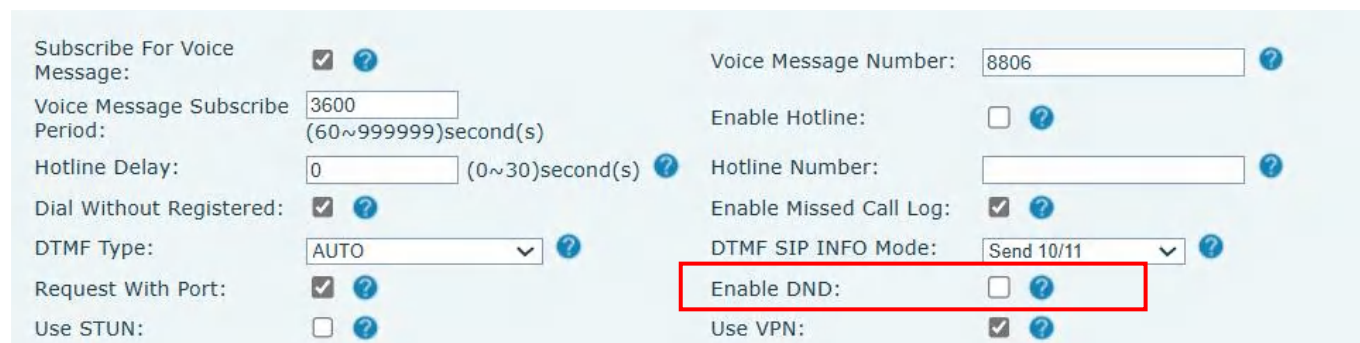 Subscribe For Voice
Message:
Voice Message Number: 8806
Voice Message Subscribe
Period:
3600
(60~999999)second(s)
Enable Hotline:
Hotline Delay: 0 (0~30)second(s)
Hotline Number:
Dial Without Registered:
Enable Missed Call Log:
DTMF Type: AUTO
DTMF SIP INFO Mode: Send 10/11
Request With Port:
Enable DND:
Use STUN:
Use VPN: